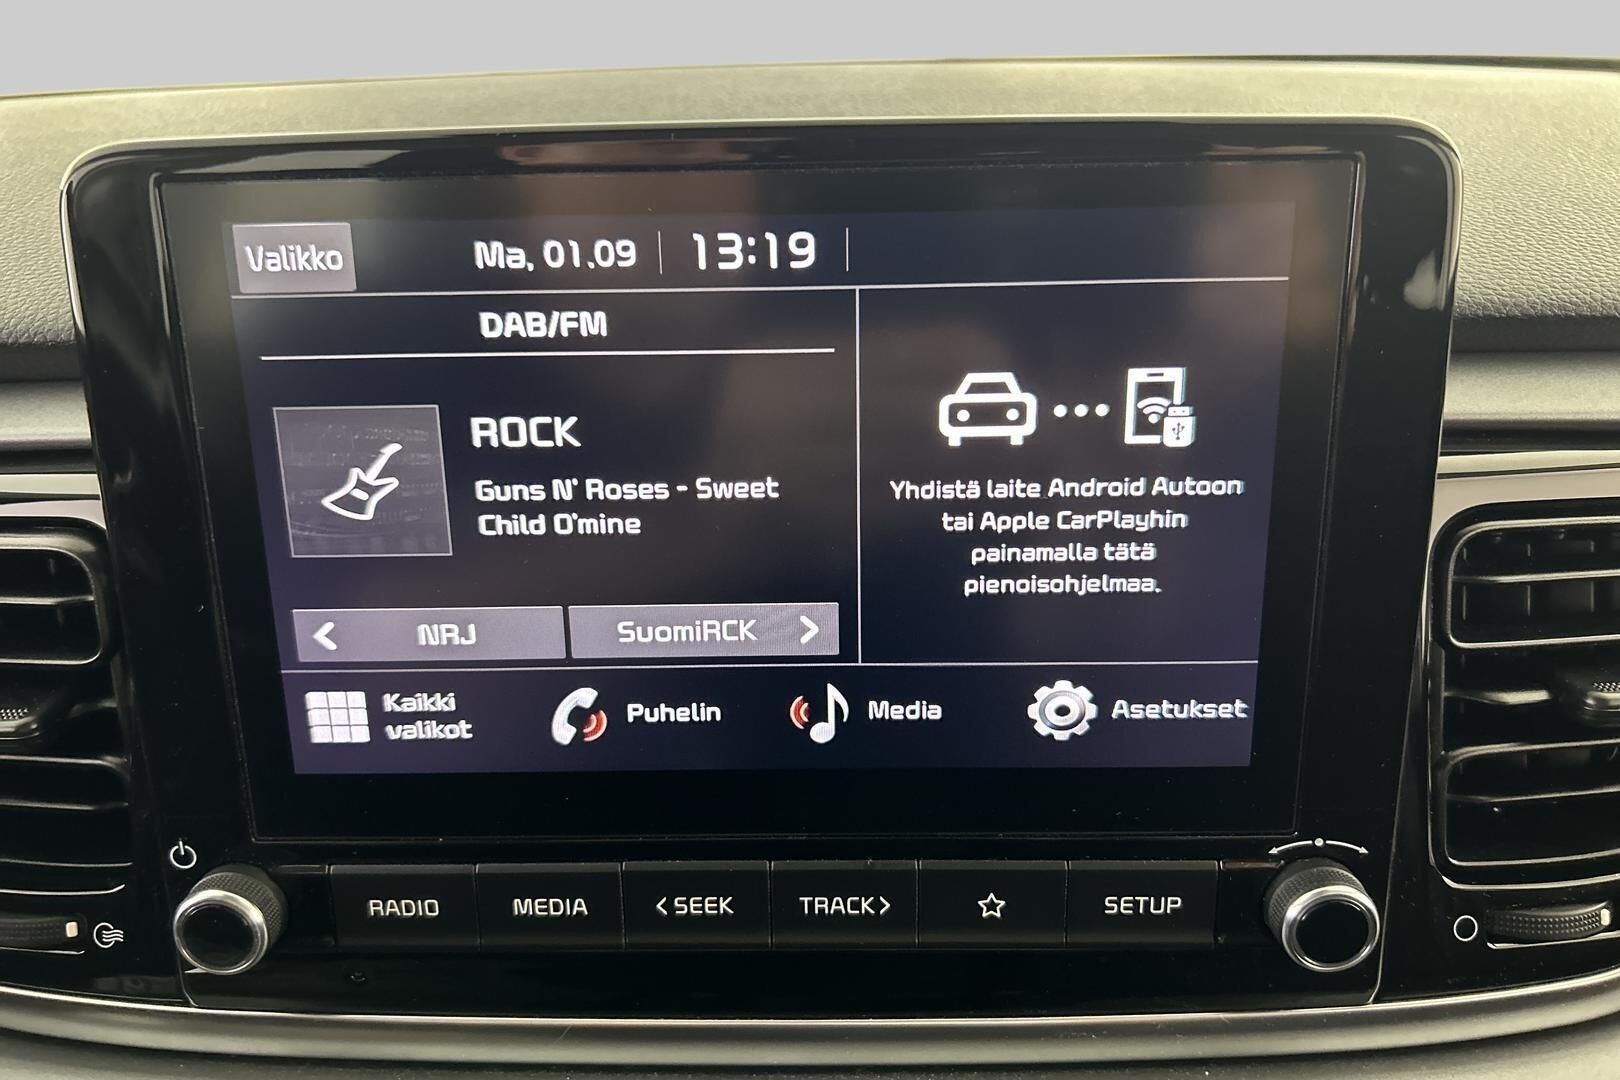 Valikko
Ma, 01.09
13:19
DAB/FM
ROCK
Guns N' Roses - Sweet
Child O'mine
NRJ
SuomiRCK
Yhdistä laite Android Autoon
tai Apple CarPlayhin
painamalla tätä
pienoisohjelmaa.
Kaikki
valikot
Puhelin
Media
Asetukset
RADIO
MEDIA
<SEEK
TRACK>
SETUP